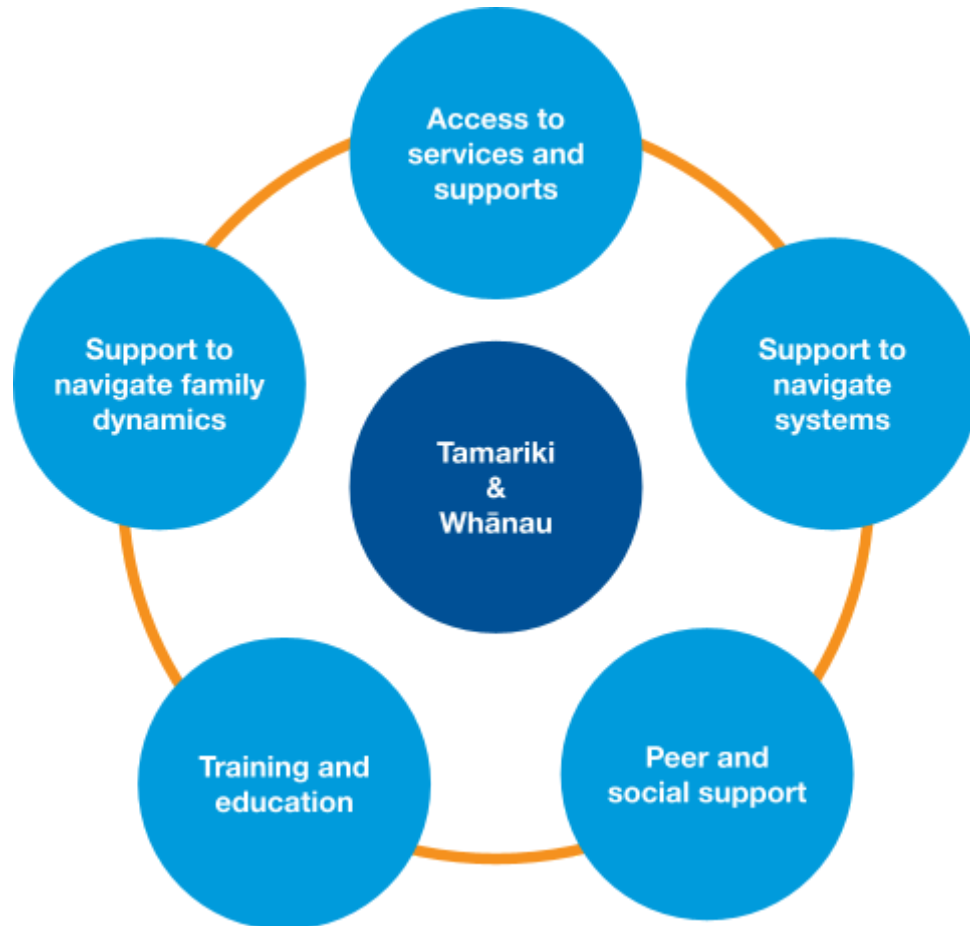 Access to
services and
supports
Support to
navigate family
dynamics
Support to
navigate
systems
Tamariki
&
Whānau
Training and
education
Peer and
social support